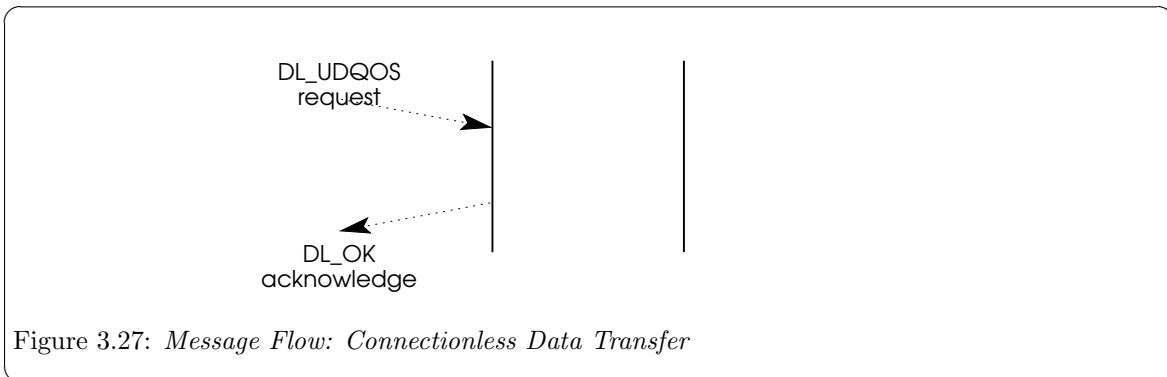 DL_UDQOS
request
DL_OK
acknowledge
Figure 3.27: Message Flow: Connectionless Data Transfer